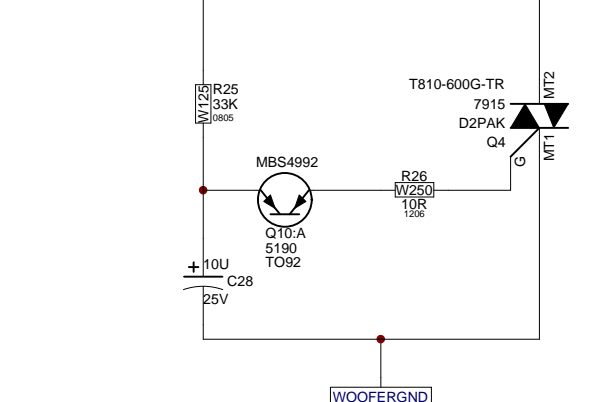 W125
R25
33K
0805
T810-600G-TR
7915
D2PAK
Q4
MT2
MT1
G
MBS4992
Q10:A
5190
TO92
R26
W250
10R
1206
+
10U
C28
25V
WOOFERGND